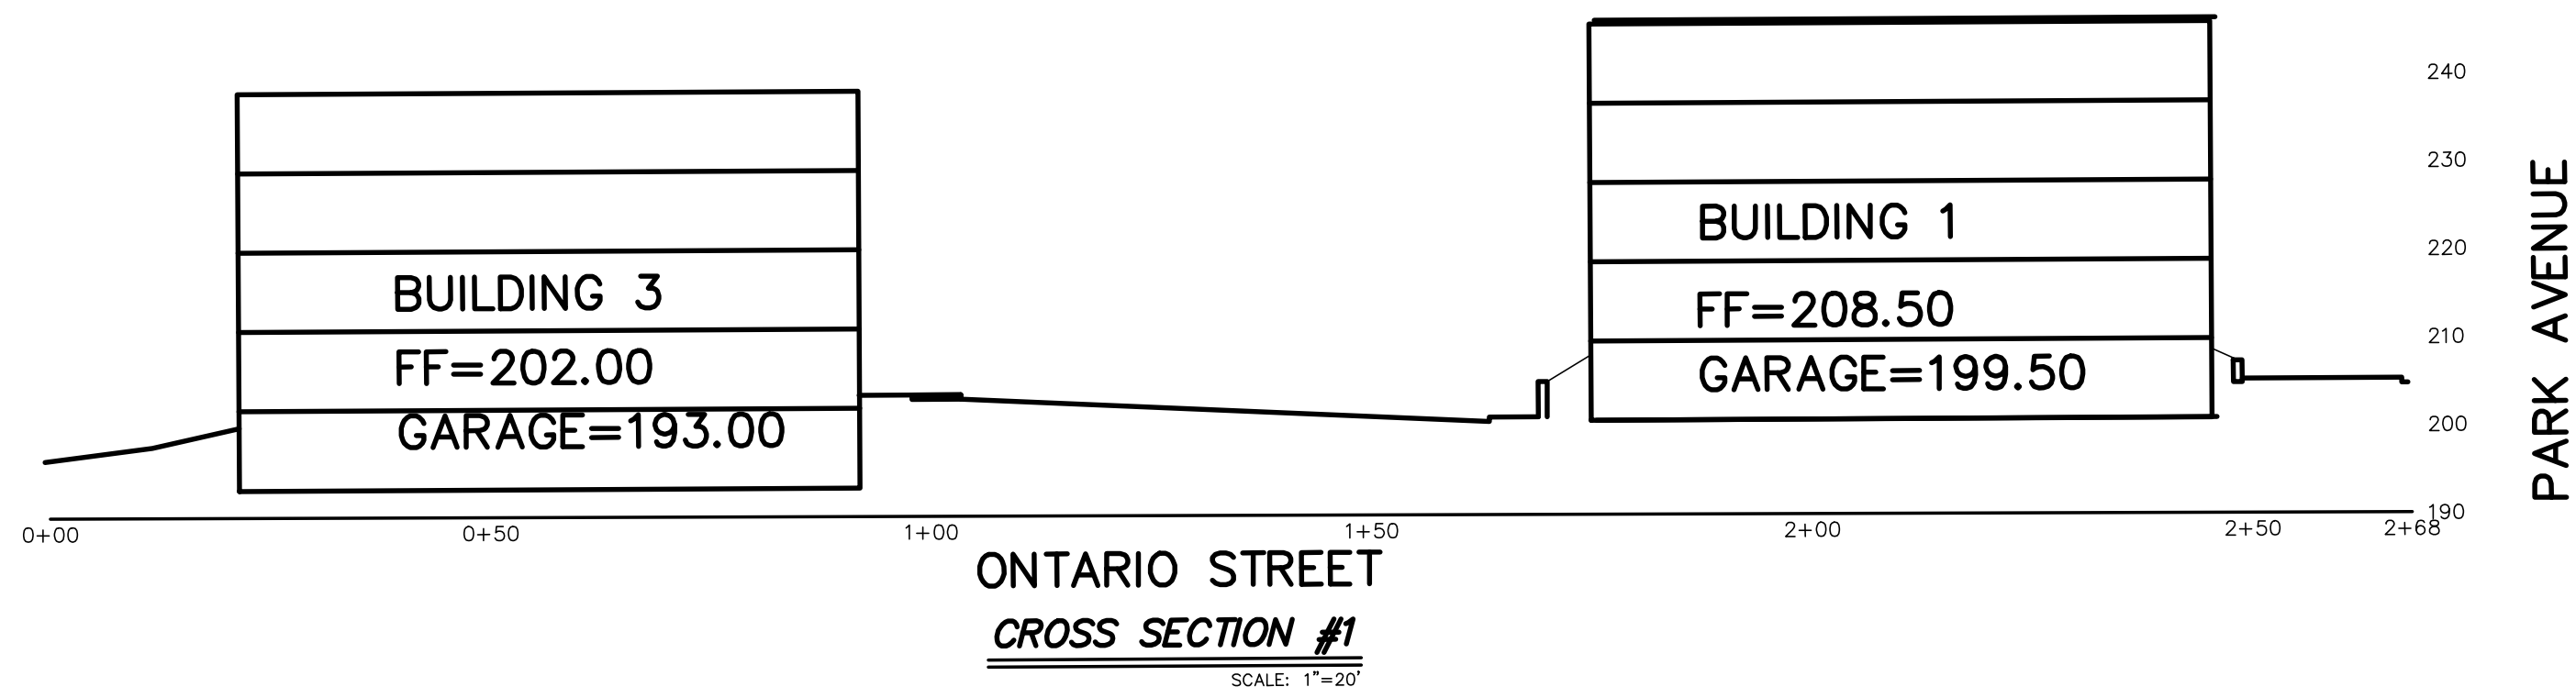 240
230
220
210
200
190
PARK AVENUE
BUILDING 3
FF=202.00
GARAGE=193.00
BUILDING 1
FF=208.50
GARAGE=199.50
0+00 0+50 1+00 1+50 2+00 2+50 2+68
ONTARIO STREET
CROSS SECTION #1
SCALE: 1"=20'